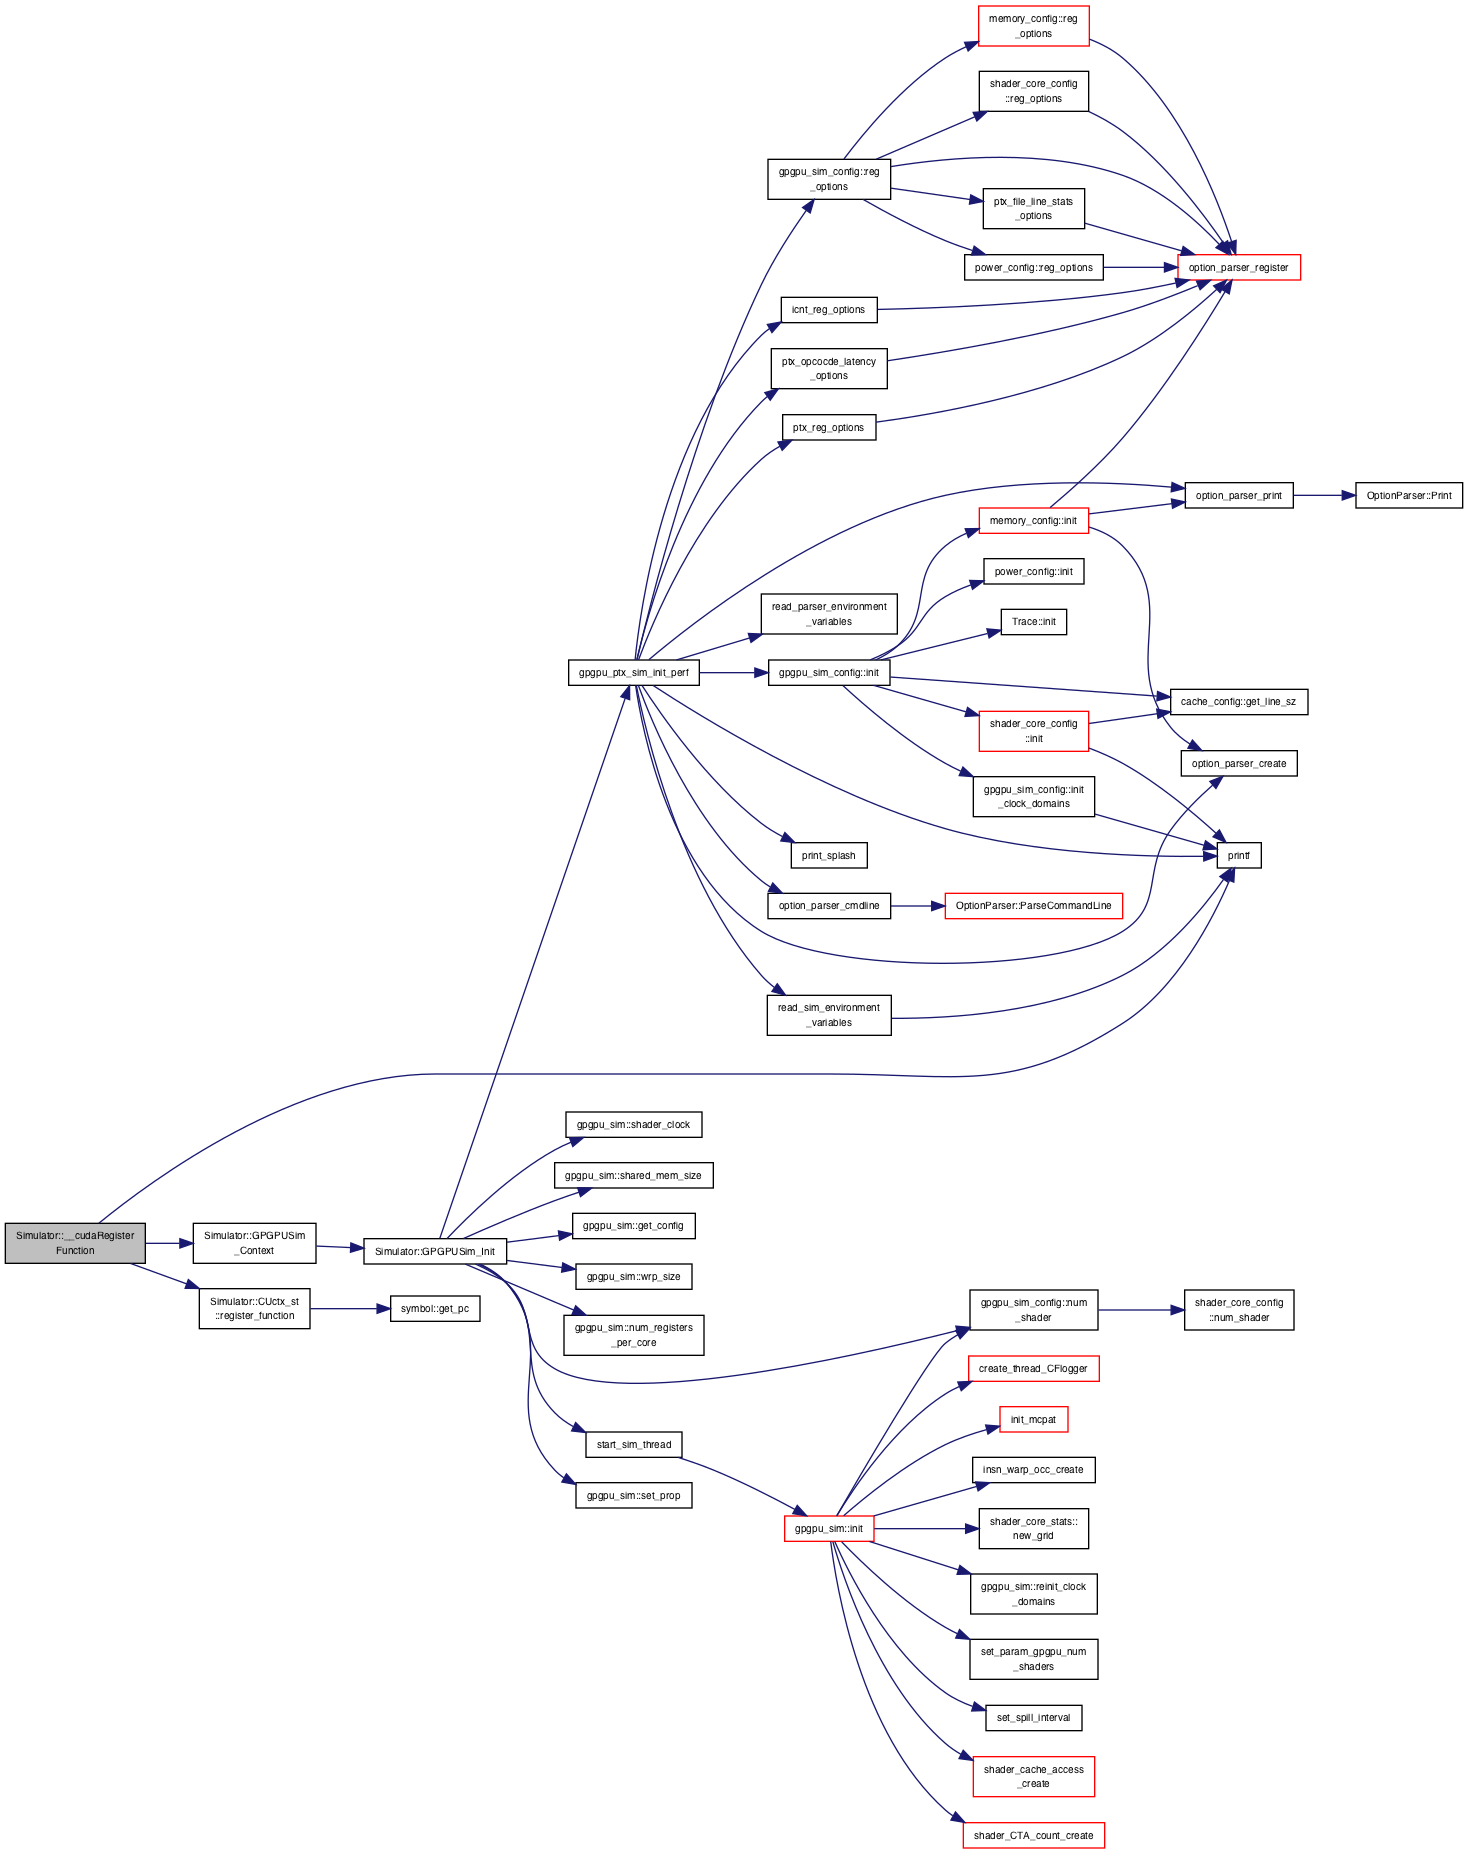 memory_config::reg
_options
shader_core_config
::reg_options
gpgpu_sim_config::reg
_options
ptx_file_line_stats
_options
power_config::reg_options
option_parser_register
icnt_reg_options
ptx_opcocde_latency
_options
ptx_reg_options
option_parser_print
OptionParser::Print
memory_config::init
power_config::init
read_parser_environment
_variables
Trace::init
gpgpu_ptx_sim_init_perf
gpgpu_sim_config::init
cache_config::get_line_sz
shader_core_config
::init
option_parser_create
gpgpu_sim_config::init
_clock_domains
print_splash
printf
option_parser_cmdline
OptionParser::ParseCommandLine
read_sim_environment
_variables
gpgpu_sim::shader_clock
gpgpu_sim::shared_mem_size
gpgpu_sim::get_config
Simulator::__cudaRegister
Function
Simulator::GPGPUSim
_Context
Simulator::GPGPUSim_Init
gpgpu_sim::wrp_size
Simulator::CUctx_st
::register_function
symbol::get_pc
gpgpu_sim::num_registers
_per_core
gpgpu_sim_config::num
_shader
shader_core_config
::num_shader
create_thread_CFlogger
init_mcpat
start_sim_thread
insn_warp_occ_create
gpgpu_sim::set_prop
gpgpu_sim::init
shader_core_stats::
new_grid
gpgpu_sim::reinit_clock
_domains
set_param_gpgpu_num
_shaders
set_spill_interval
shader_cache_access
_create
shader_CTA_count_create